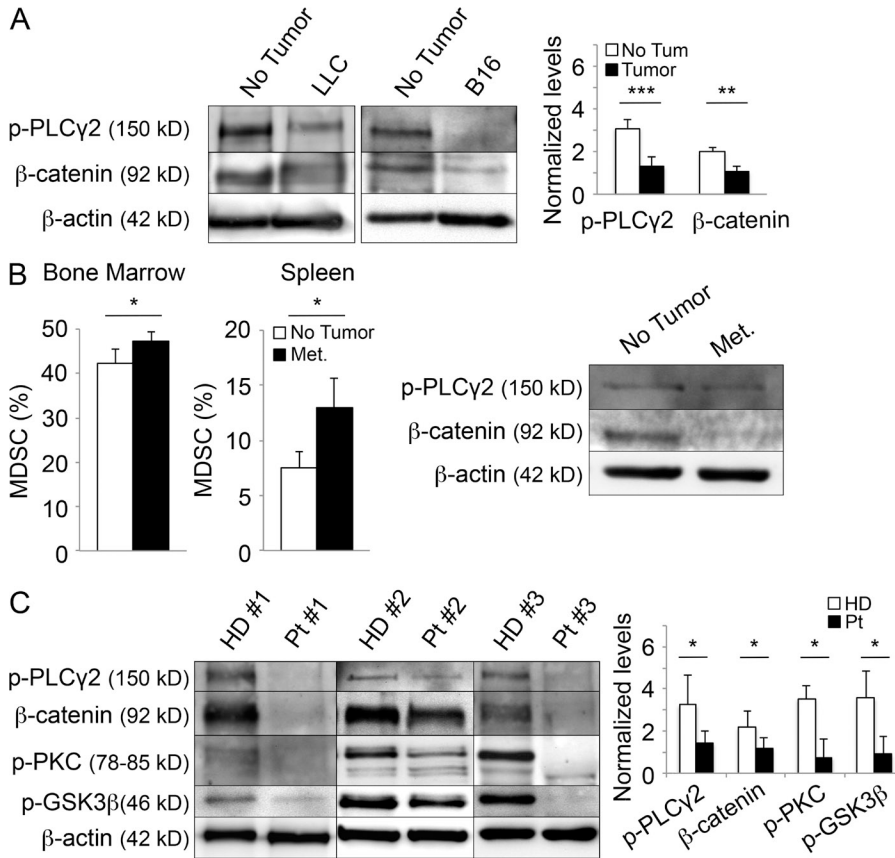 A
No Tumor LLC No Tumor B16
p-PLCγ2 (150 kD)
β-catenin (92 kD)
β-actin (42 kD)
Normalized levels
6
4
2
0
No Tum
Tumor
*** **
p-PLCγ2 β-catenin
B
Bone Marrow
MDSC (%)
50
40
30
20
10
0
*
Spleen
MDSC (%)
20
15
10
5
0
*
No Tumor
Met.
No Tumor Met.
p-PLCγ2 (150 kD)
β-catenin (92 kD)
β-actin (42 kD)
C
HD #1 Pt #1 HD #2 Pt #2 HD #3 Pt #3
p-PLCγ2 (150 kD)
β-catenin (92 kD)
p-PKC (78-85 kD)
p-GSK3β(46 kD)
β-actin (42 kD)
Normalized levels
6
4
2
0
HD
Pt
* * * *
p-PLCγ2 β-catenin p-PKC p-GSK3β